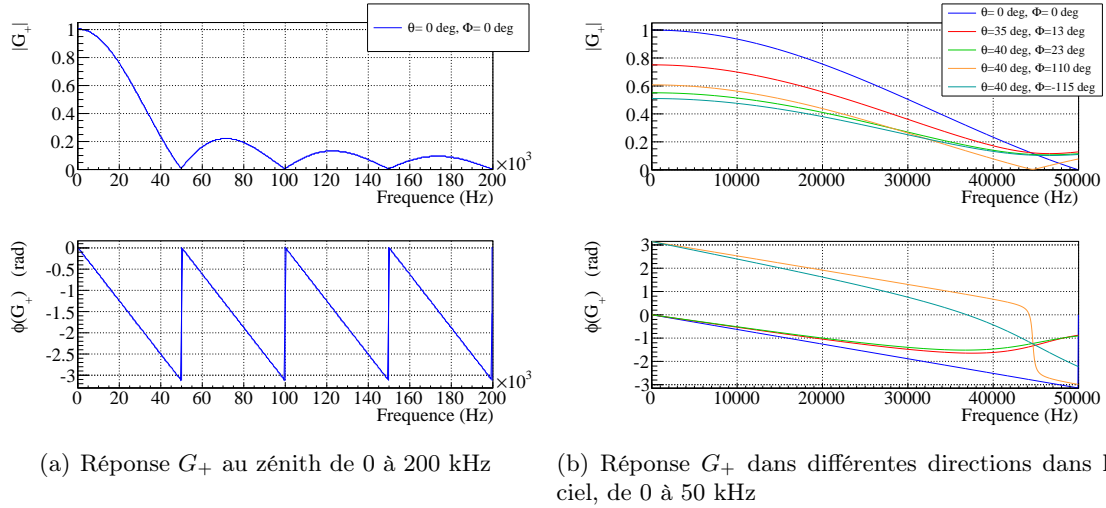 |G₊|
1
0.8
0.6
0.4
0.2
0
θ= 0 deg, Φ= 0 deg
0 20 40 60 80 100 120 140 160 180 200
×10³
Frequence (Hz)
φ(G₊) (rad)
0
-0.5
-1
-1.5
-2
-2.5
-3
0 20 40 60 80 100 120 140 160 180 200
×10³
Frequence (Hz)
(a) Réponse G₊ au zénith de 0 à 200 kHz
|G₊|
1
0.8
0.6
0.4
0.2
0
θ= 0 deg, Φ= 0 deg
θ=35 deg, Φ=13 deg
θ=40 deg, Φ=23 deg
θ=40 deg, Φ=110 deg
θ=40 deg, Φ=-115 deg
0 10000 20000 30000 40000 50000
Frequence (Hz)
φ(G₊) (rad)
3
2
1
0
-1
-2
-3
0 10000 20000 30000 40000 50000
Frequence (Hz)
(b) Réponse G₊ dans différentes directions dans l
ciel, de 0 à 50 kHz